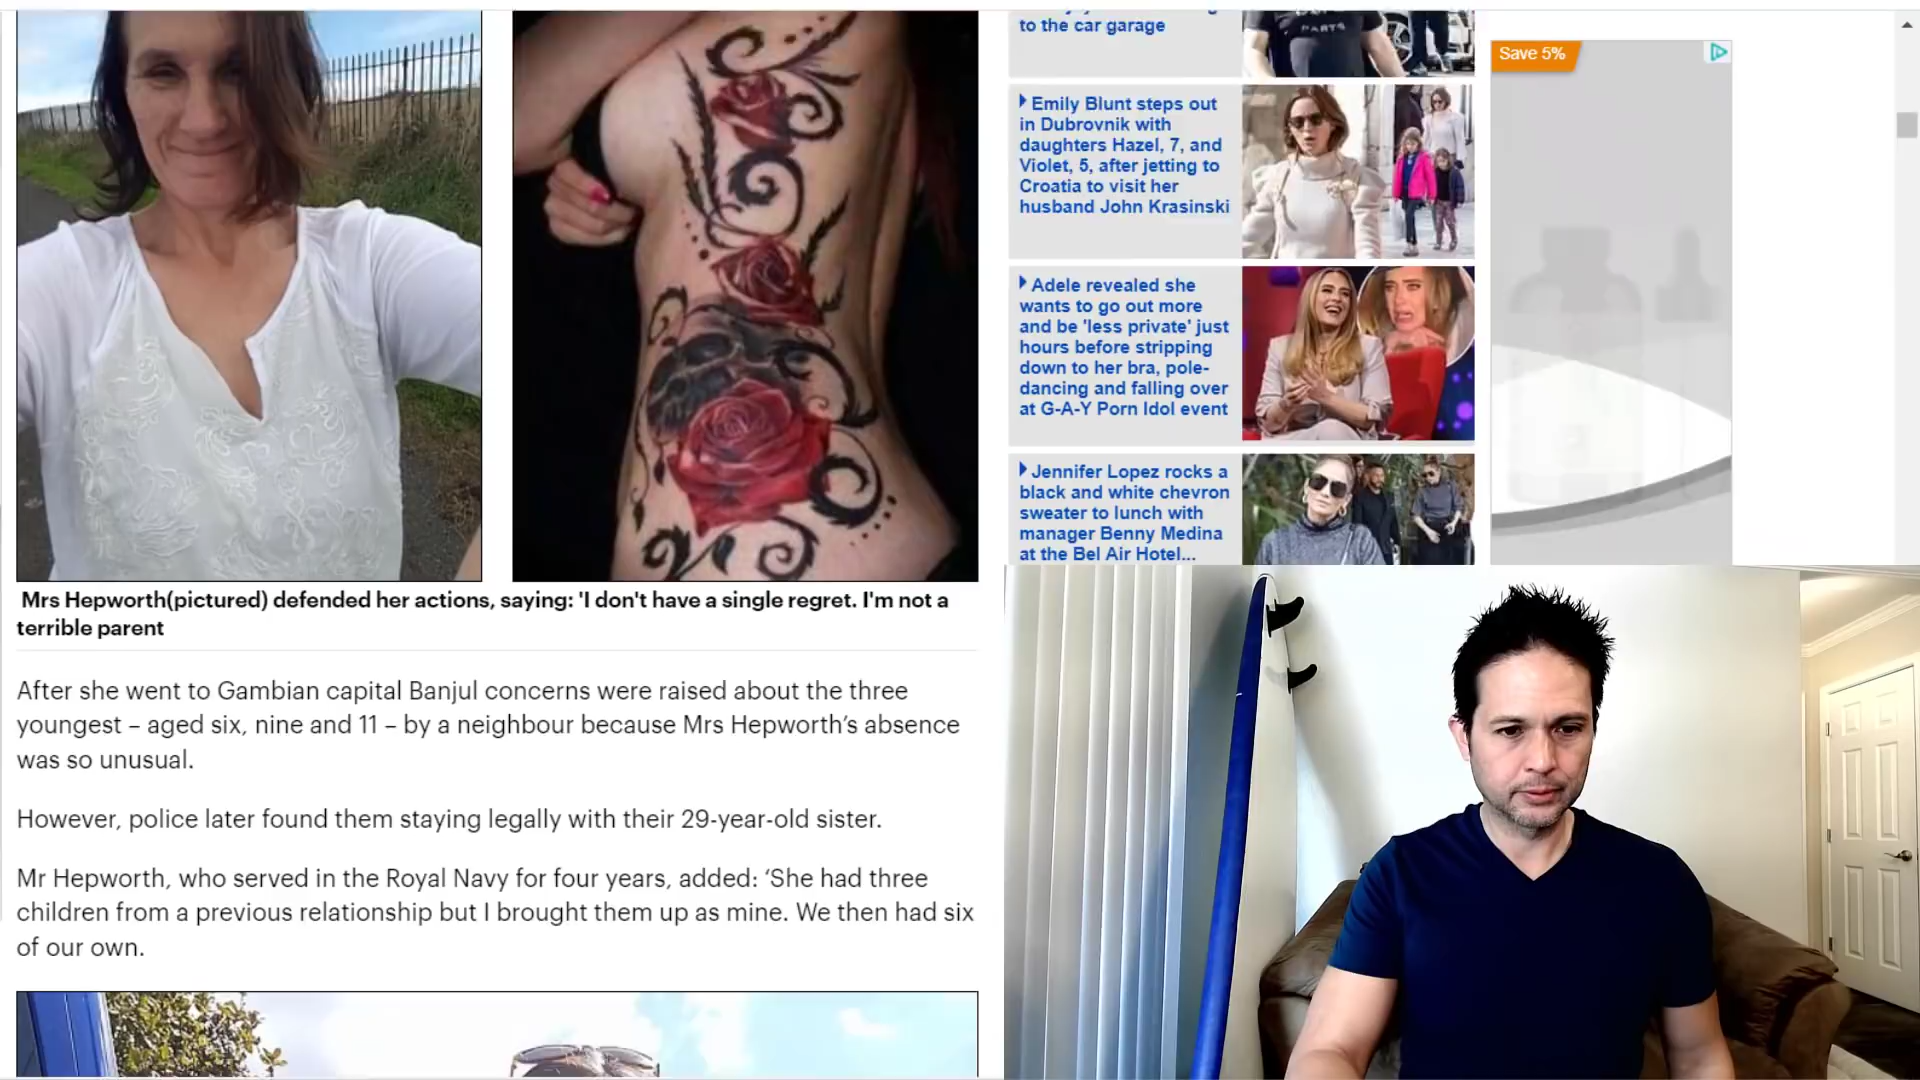 Mrs Hepworth(pictured) defended her actions, saying: 'I don't have a single regret. I'm not a
terrible parent
After she went to Gambian capital Banjul concerns were raised about the three
youngest – aged six, nine and 11 – by a neighbour because Mrs Hepworth’s absence
was so unusual.
However, police later found them staying legally with their 29-year-old sister.
Mr Hepworth, who served in the Royal Navy for four years, added: ‘She had three
children from a previous relationship but I brought them up as mine. We then had six
of our own.
to the car garage
PARTS
Emily Blunt steps out
in Dubrovnik with
daughters Hazel, 7, and
Violet, 5, after jetting to
Croatia to visit her
husband John Krasinski
Adele revealed she
wants to go out more
and be 'less private' just
hours before stripping
down to her bra, pole-
dancing and falling over
at G-A-Y Porn Idol event
Jennifer Lopez rocks a
black and white chevron
sweater to lunch with
manager Benny Medina
at the Bel Air Hotel...
Save 5%